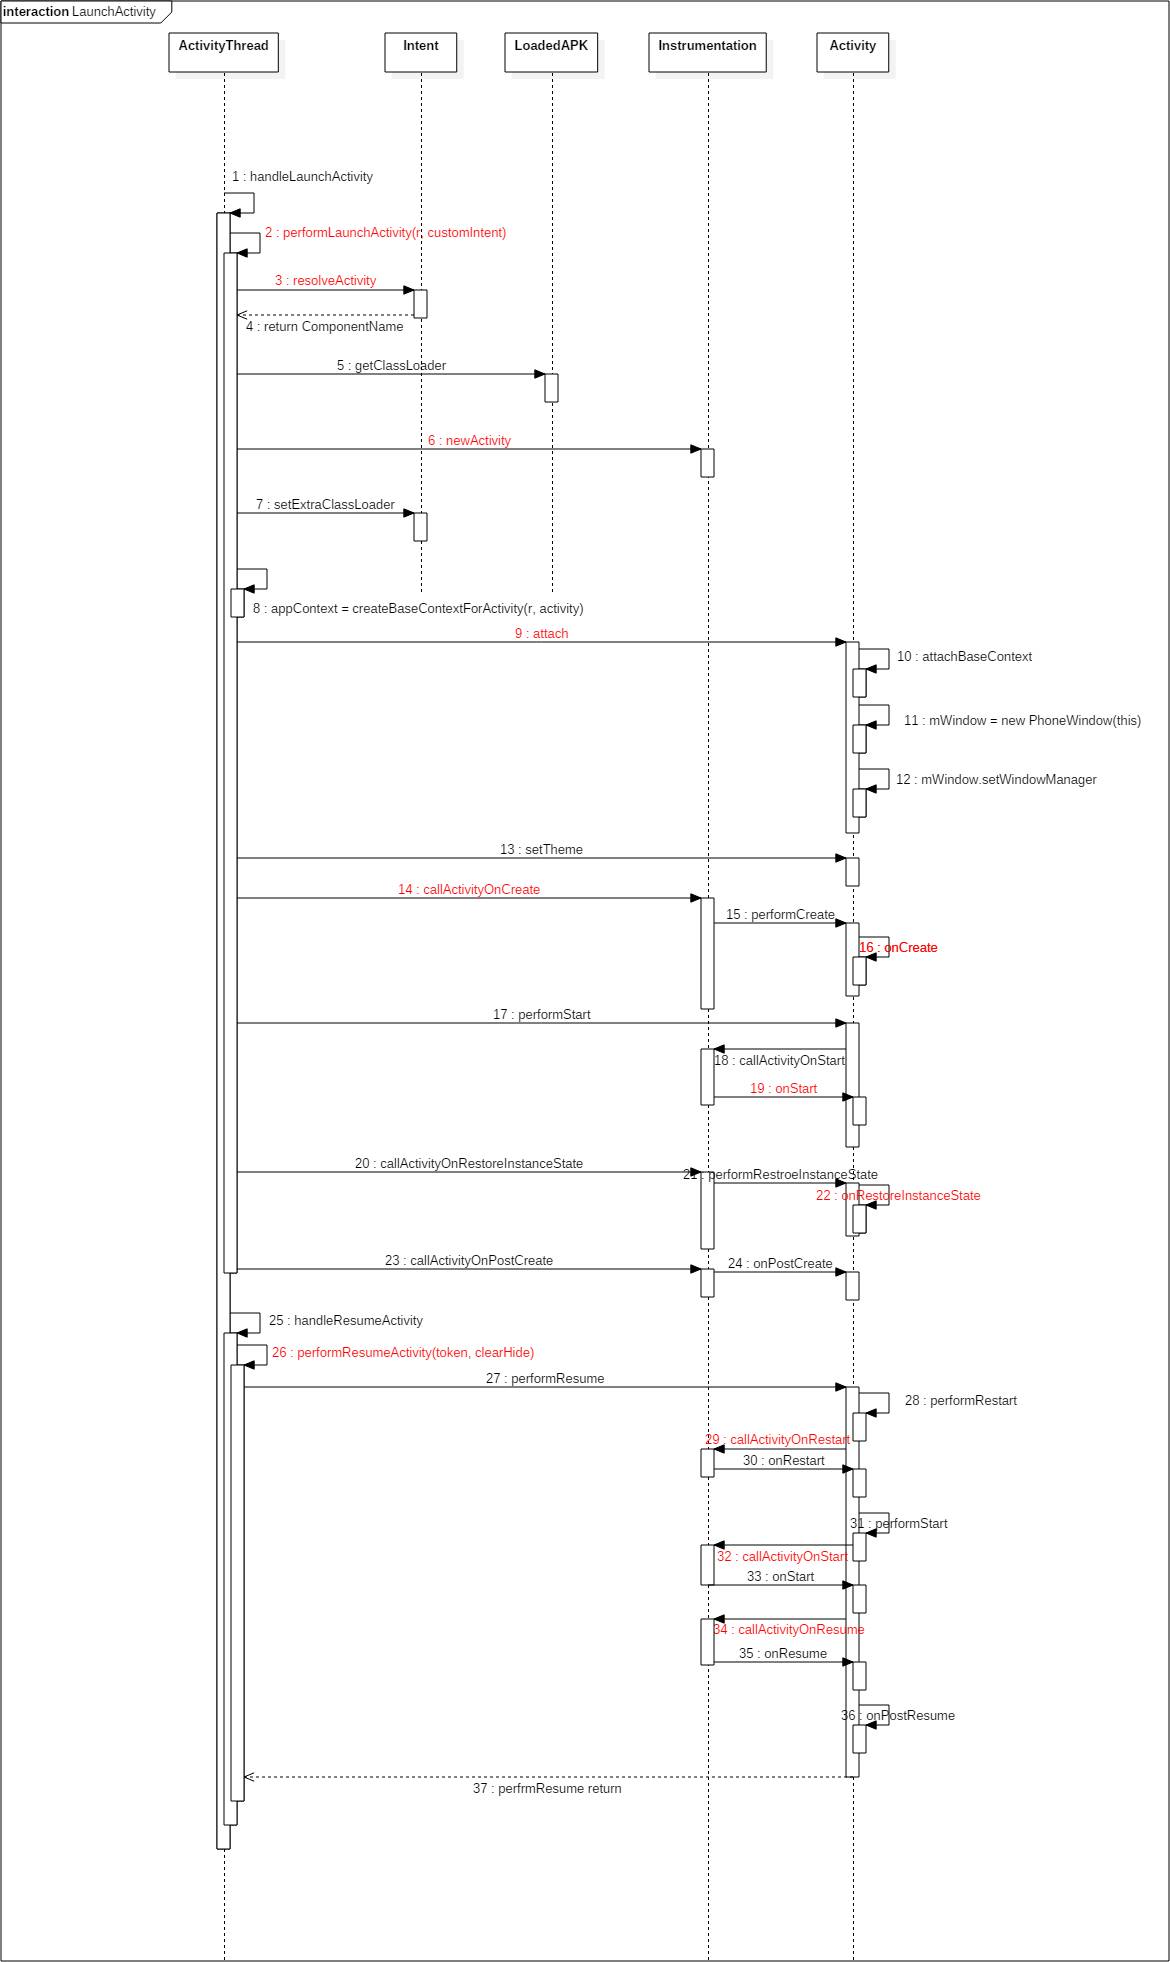 interaction LaunchActivity
ActivityThread
Intent
LoadedAPK
Instrumentation
Activity
1 : handleLaunchActivity
2 : performLaunchActivity(r, customIntent)
3 : resolveActivity
4 : return ComponentName
5 : getClassLoader
6 : newActivity
7 : setExtraClassLoader
8 : appContext = createBaseContextForActivity(r, activity)
9 : attach
10 : attachBaseContext
11 : mWindow = new PhoneWindow(this)
12 : mWindow.setWindowManager
13 : setTheme
14 : callActivityOnCreate
15 : performCreate
16 : onCreate
17 : performStart
18 : callActivityOnStart
19 : onStart
20 : callActivityOnRestoreInstanceState
21 : performRestroeInstanceState
22 : onRestoreInstanceState
23 : callActivityOnPostCreate
24 : onPostCreate
25 : handleResumeActivity
26 : performResumeActivity(token, clearHide)
27 : performResume
28 : performRestart
29 : callActivityOnRestart
30 : onRestart
31 : performStart
32 : callActivityOnStart
33 : onStart
34 : callActivityOnResume
35 : onResume
36 : onPostResume
37 : perfrmResume return